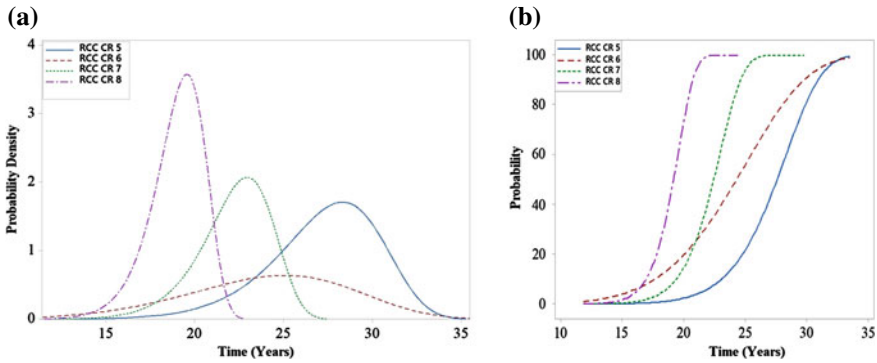 (a)
RCC CR 5
RCC CR 6
RCC CR 7
RCC CR 8
4
3
2
1
0
Probability Density
15
20
25
30
35
Time (Years)
(b)
RCC CR 5
RCC CR 6
RCC CR 7
RCC CR 8
100
80
60
40
20
0
Probability
10
15
20
25
30
35
Time (Years)